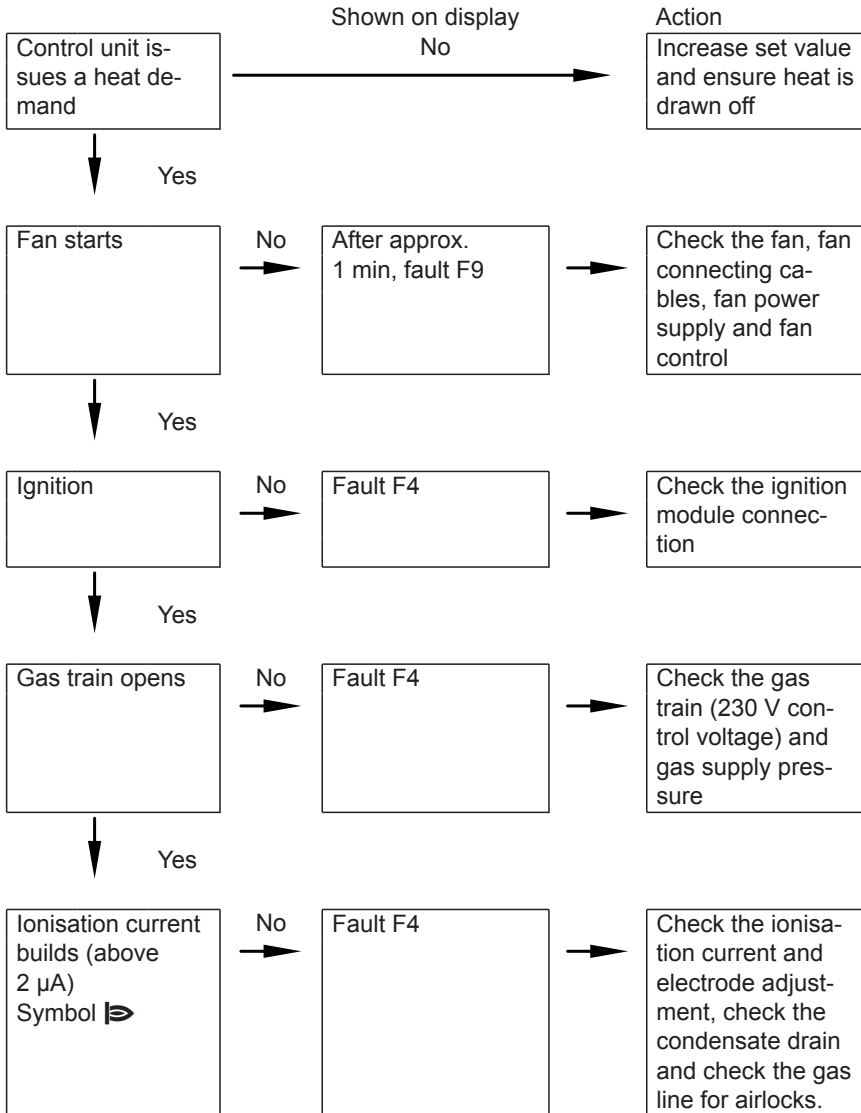 Shown on display
Action
Control unit is-
sues a heat de-
mand
No
Increase set value
and ensure heat is
drawn off
Yes
Fan starts
No
After approx.
1 min, fault F9
Check the fan, fan
connecting ca-
bles, fan power
supply and fan
control
Yes
Ignition
No
Fault F4
Check the ignition
module connec-
tion
Yes
Gas train opens
No
Fault F4
Check the gas
train (230 V con-
trol voltage) and
gas supply pres-
sure
Yes
Ionisation current
builds (above
2 µA)
Symbol
No
Fault F4
Check the ionisa-
tion current and
electrode adjust-
ment, check the
condensate drain
and check the gas
line for airlocks.